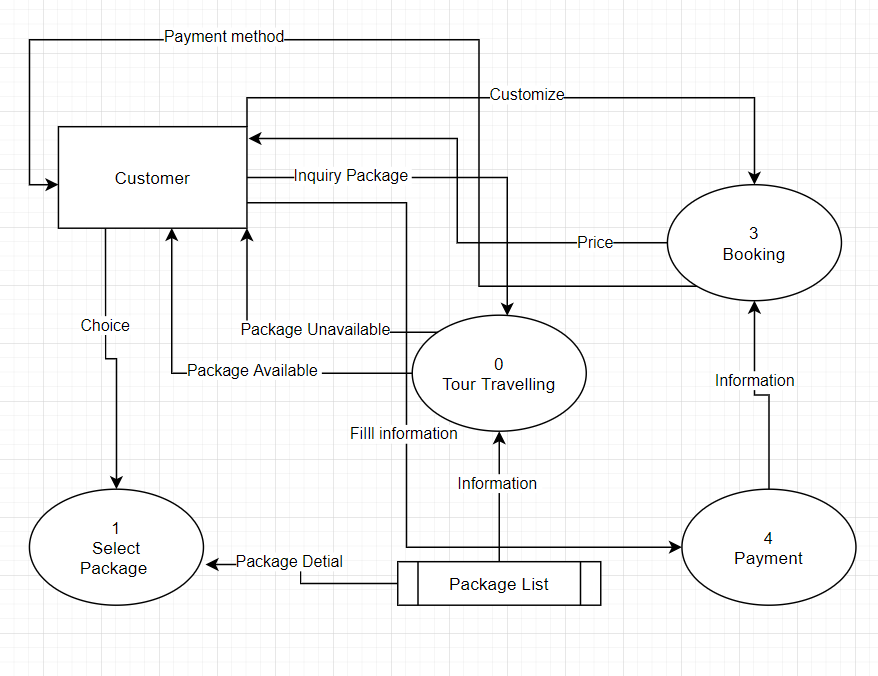 Payment method
Customize
Customer
Inquiry Package
3
Booking
Price
Choice
Package Unavailable
0
Tour Travelling
Package Available
Information
Filll information
Information
1
Select
Package
4
Payment
Package Detial
Package List